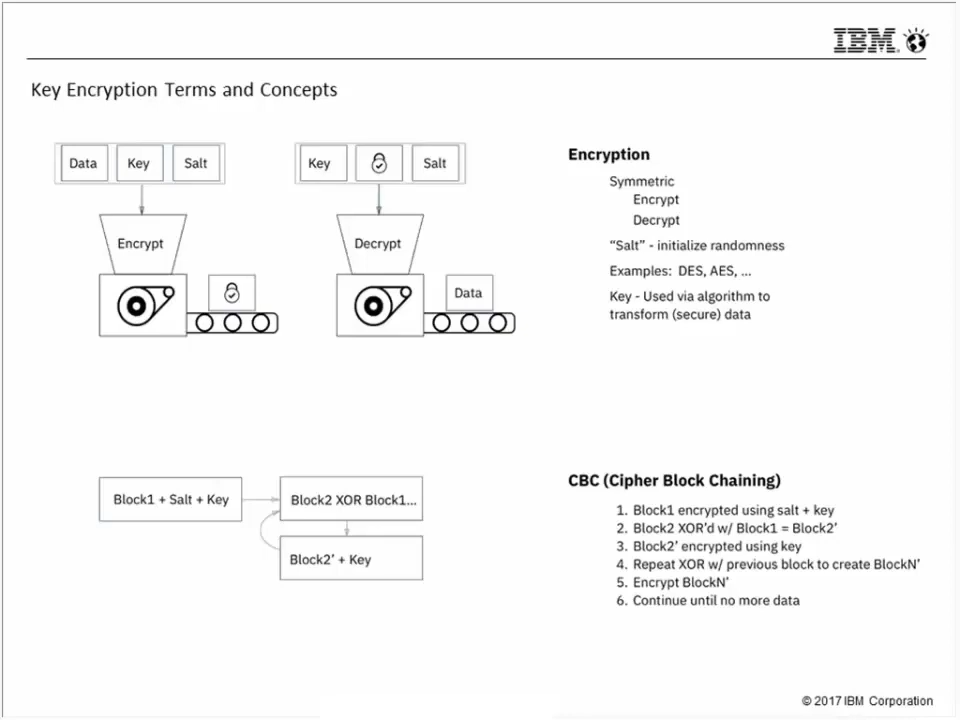 IBM
Key Encryption Terms and Concepts
Data Key Salt
Encrypt
Key Salt
Decrypt
Data
Encryption
Symmetric
Encrypt
Decrypt
“Salt” - initialize randomness
Examples: DES, AES, ...
Key - Used via algorithm to
transform (secure) data
Block1 + Salt + Key
Block2 XOR Block1...
Block2’ + Key
CBC (Cipher Block Chaining)
1. Block1 encrypted using salt + key
2. Block2 XOR’d w/ Block1 = Block2’
3. Block2’ encrypted using key
4. Repeat XOR w/ previous block to create BlockN’
5. Encrypt BlockN’
6. Continue until no more data
© 2017 IBM Corporation